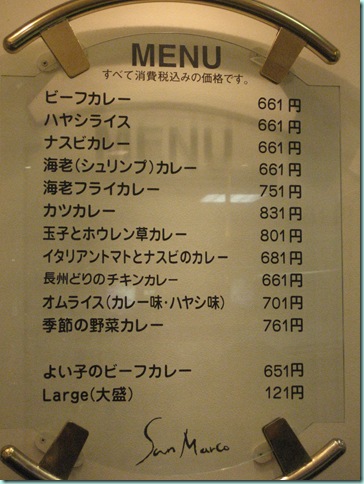 MENU
すべて消費税込みの価格です。
ビーフカレー 661円
ハヤシライス 661円
ナスビカレー 661円
海老(シュリンプ)カレー 661円
海老フライカレー 751円
カツカレー 831円
玉子とホウレン草カレー 801円
イタリアントマトとナスビのカレー 681円
長州どりのチキンカレー 661円
オムライス(カレー味・ハヤシ味) 701円
季節の野菜カレー 761円
よい子のビーフカレー 651円
Large(大盛) 121円
San Marco